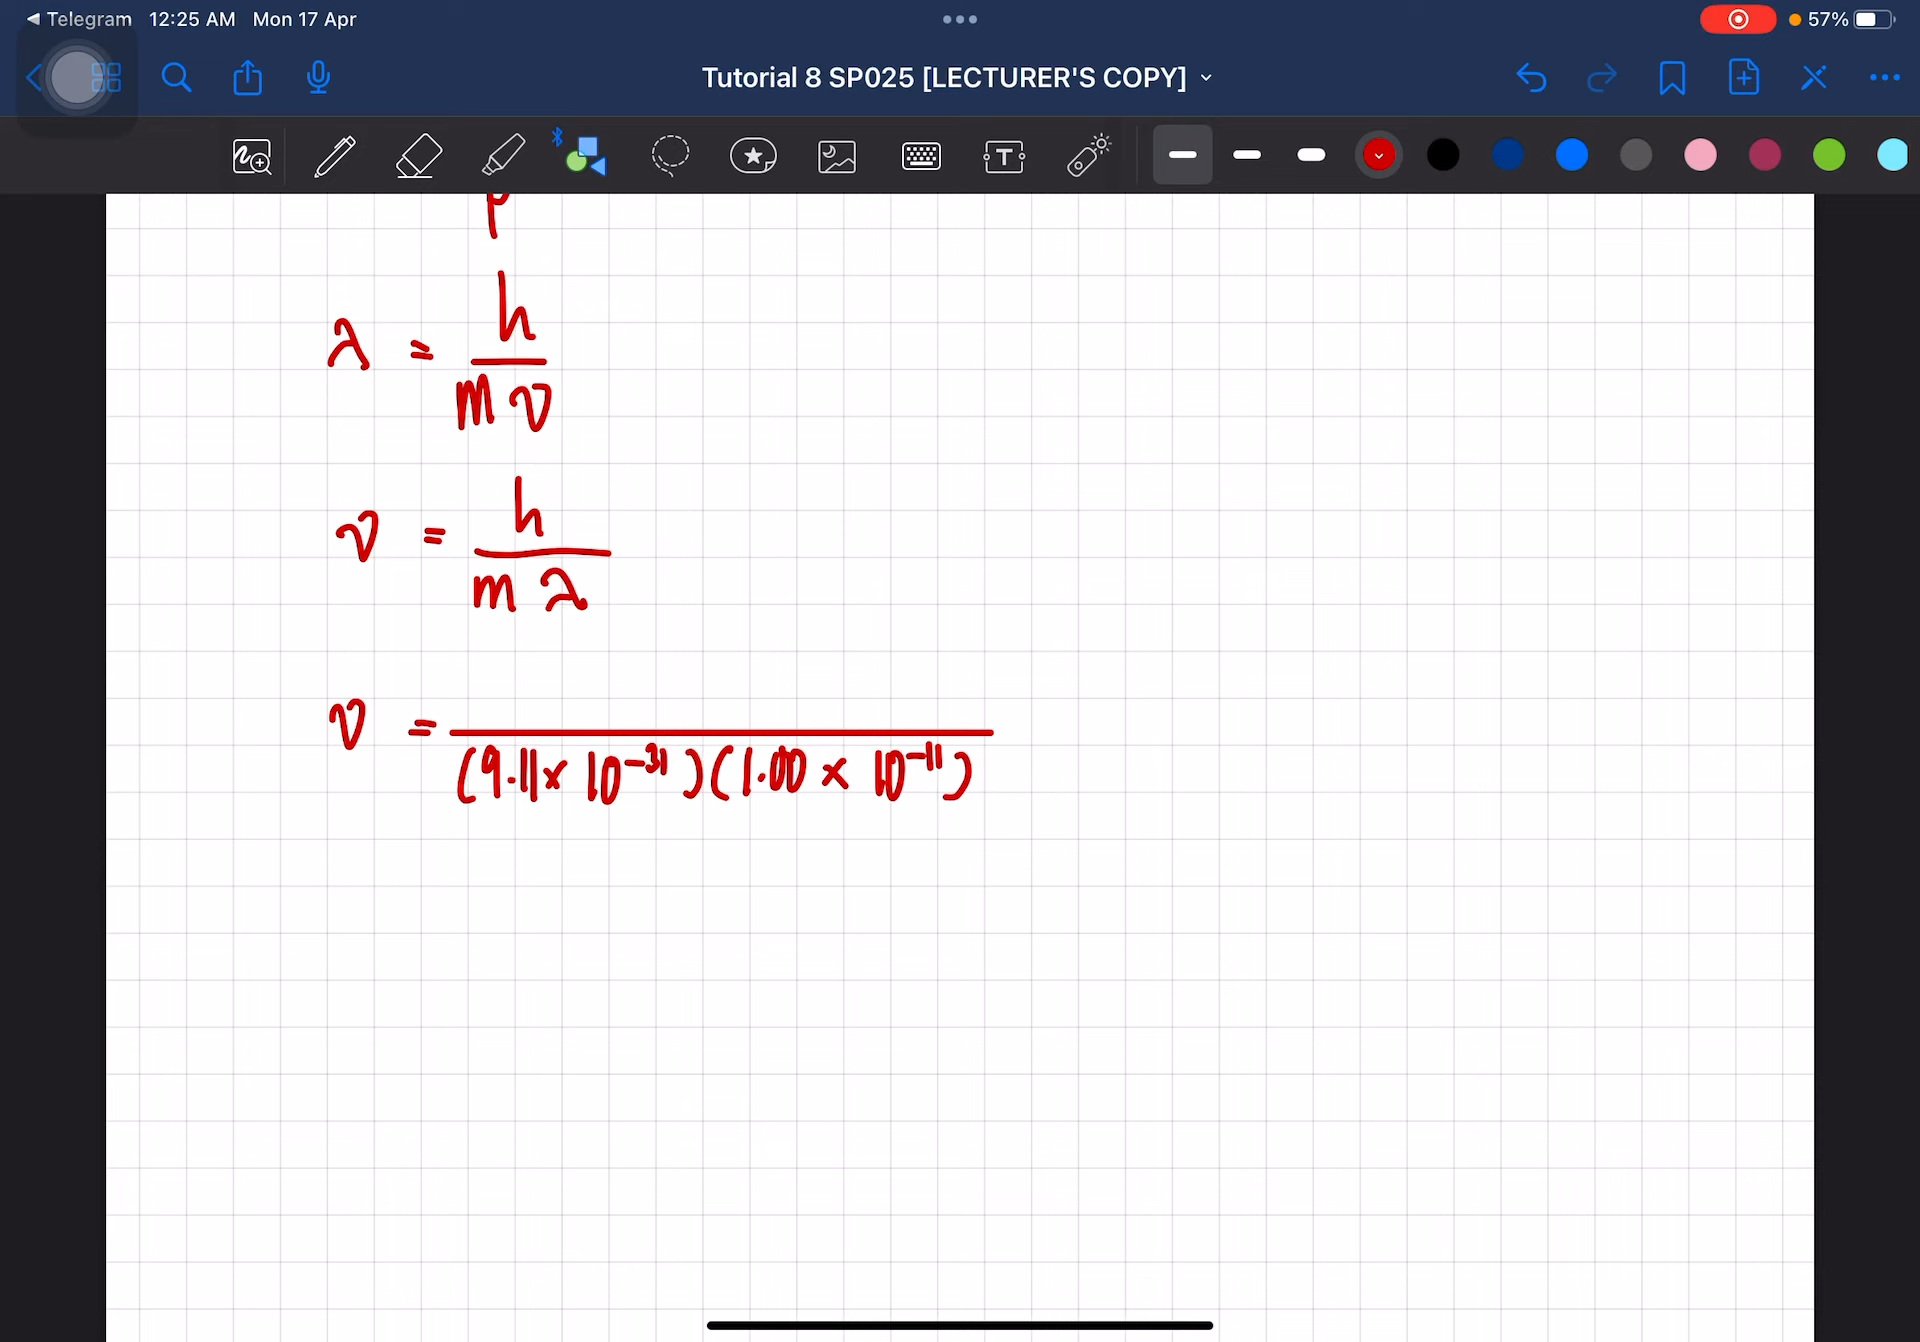 ◀ Telegram 12:25 AM Mon 17 Apr
57%
Tutorial 8 SP025 [LECTURER'S COPY]
T
p
λ = h / mv
v = h / mλ
v = / (9.11 × 10⁻³¹)(1.00 × 10⁻¹¹)